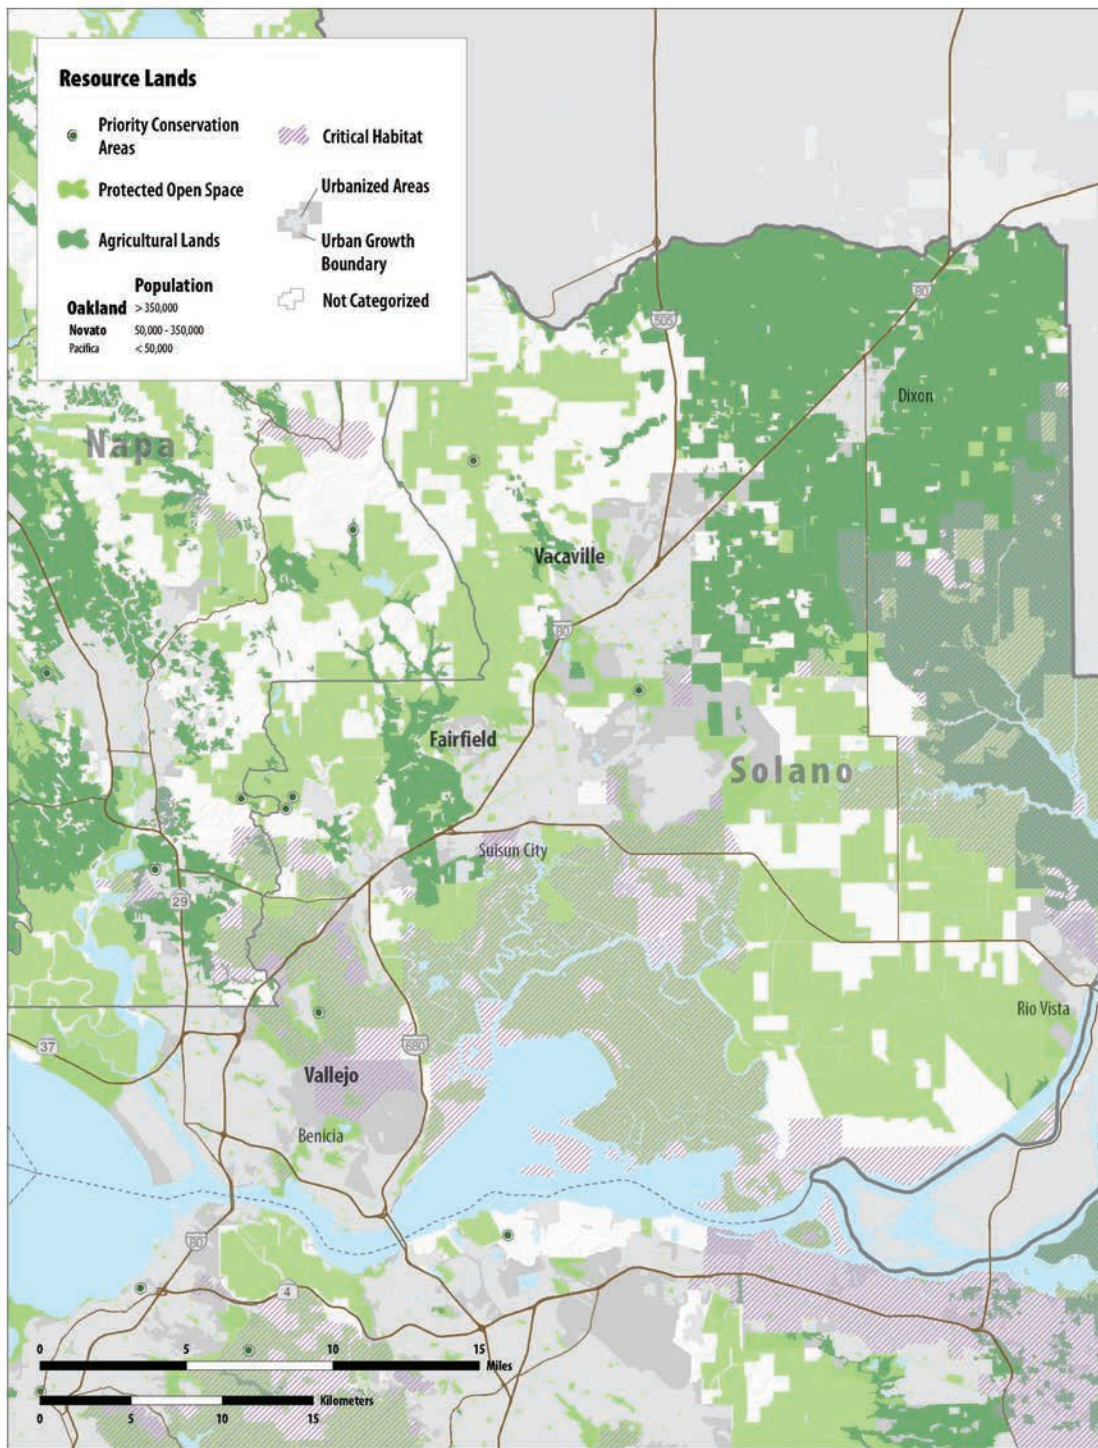 Resource Lands
Priority Conservation
Areas
Protected Open Space
Agricultural Lands
Critical Habitat
Urbanized Areas
Urban Growth
Boundary
Not Categorized
Population
Oakland > 350,000
Novato 50,000 - 350,000
Pacifica < 50,000
80
505
Dixon
Napa
Vacaville
80
Fairfield
Solano
Suisun City
29
Rio Vista
37
680
Vallejo
Benicia
80
4
0 5 10 15
Miles
Kilometers
0 5 10 15